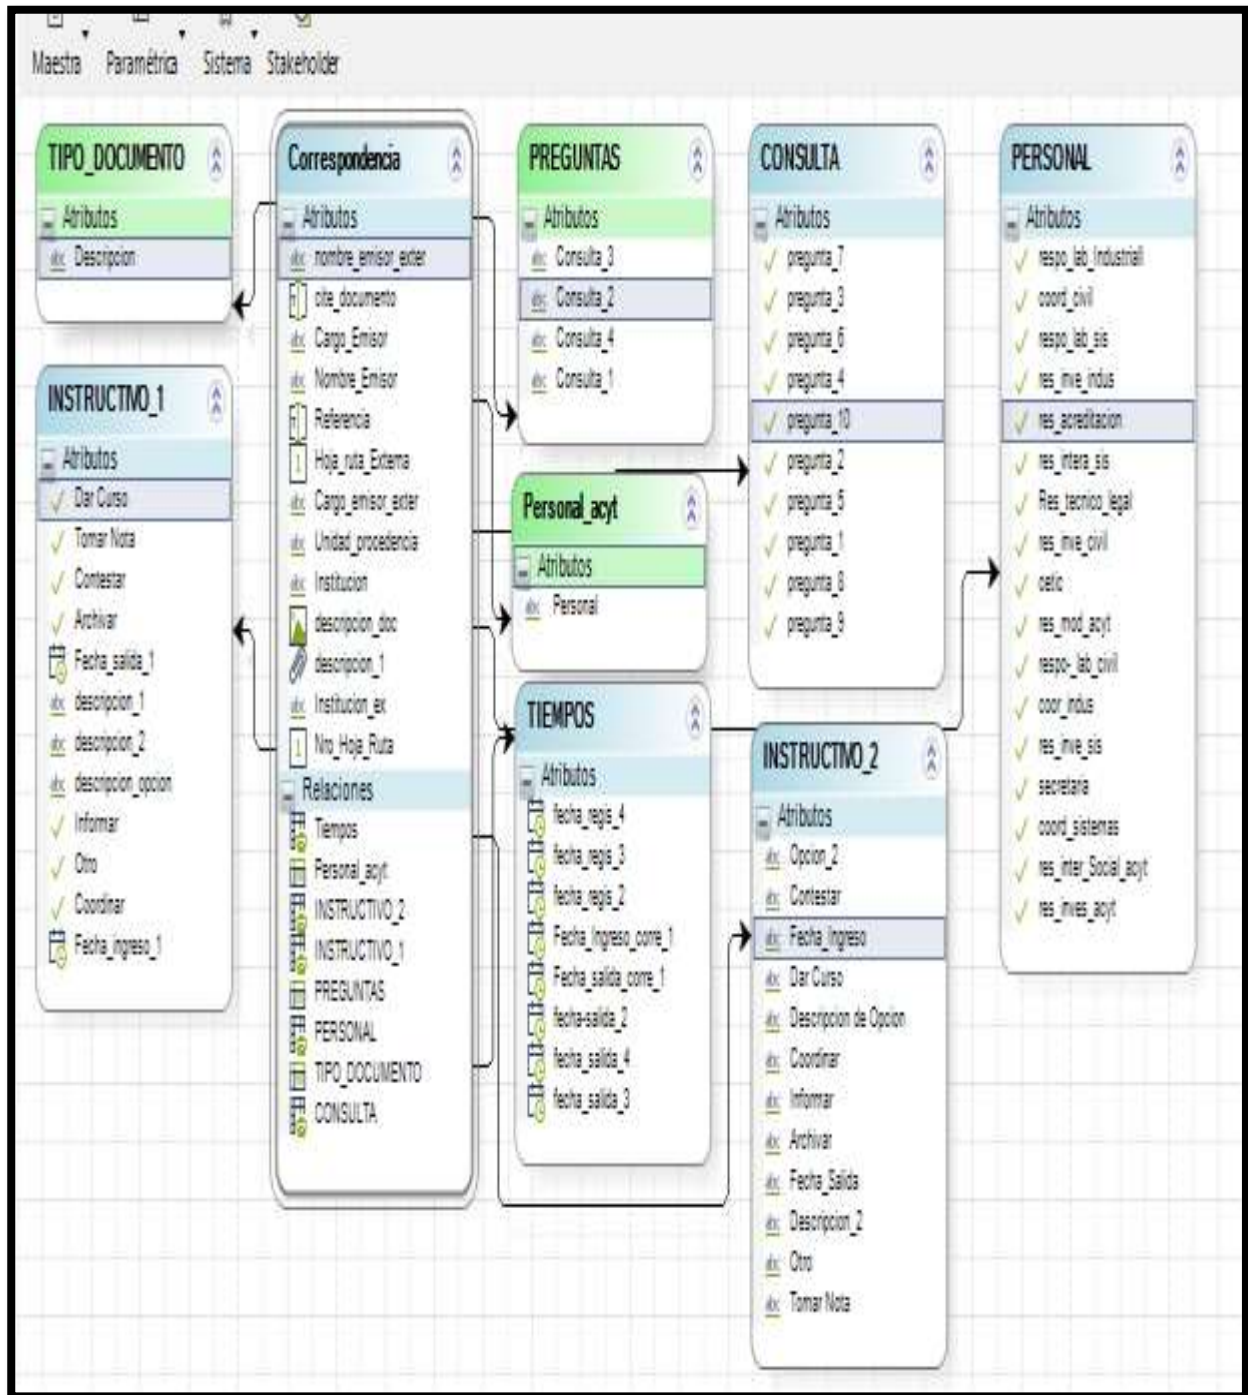 Maestra Paramétrica Sistema Stakeholder
TIPO_DOCUMENTO
Atributos
Descripcion
INSTRUCTIVO_1
Atributos
Dar Curso
Tomar Nota
Contestar
Archivar
Fecha_salida_1
descripcion_1
descripcion_2
descripcion_opcion
Informar
Otro
Coordinar
Fecha_ingreso_1
Correspondencia
Atributos
nombre_emisor_exter
cite_documento
Cargo_Emisor
Nombre_Emisor
Referencia
Hoja_ruta_Externa
Cargo_emisor_exter
Unidad_procedencia
Institucion
descripcion_doc
descripcion_1
Institucion_ex
Nro_Hoja_Ruta
Relaciones
Tiempos
Personal_acyt
INSTRUCTIVO_2
INSTRUCTIVO_1
PREGUNTAS
PERSONAL
TIPO_DOCUMENTO
CONSULTA
PREGUNTAS
Atributos
Consulta_3
Consulta_2
Consulta_4
Consulta_1
Personal_acyt
Atributos
Personal
TIEMPOS
Atributos
fecha_regis_4
fecha_regis_3
fecha_regis_2
Fecha_Ingreso_corre_1
Fecha_salida_corre_1
fecha-salida_2
fecha_salida_4
fecha_salida_3
CONSULTA
Atributos
pregunta_7
pregunta_3
pregunta_6
pregunta_4
pregunta_10
pregunta_2
pregunta_5
pregunta_1
pregunta_8
pregunta_9
INSTRUCTIVO_2
Atributos
Opcion_2
Contestar
Fecha_Ingreso
Dar Curso
Descripcion de Opcion
Coordinar
Informar
Archivar
Fecha_Salida
Descripcion_2
Otro
Tomar Nota
PERSONAL
Atributos
respo_lab_Industriall
coord_civil
respo_lab_sis
res_inve_indus
res_acreditacion
res_intera_sis
Res_tecnico_legal
res_inve_civil
cetic
res_mod_acyt
respo-_lab_civil
coor_indus
res_inve_sis
secretaria
coord_sistemas
res_inter_Social_acyt
res_inves_acyt